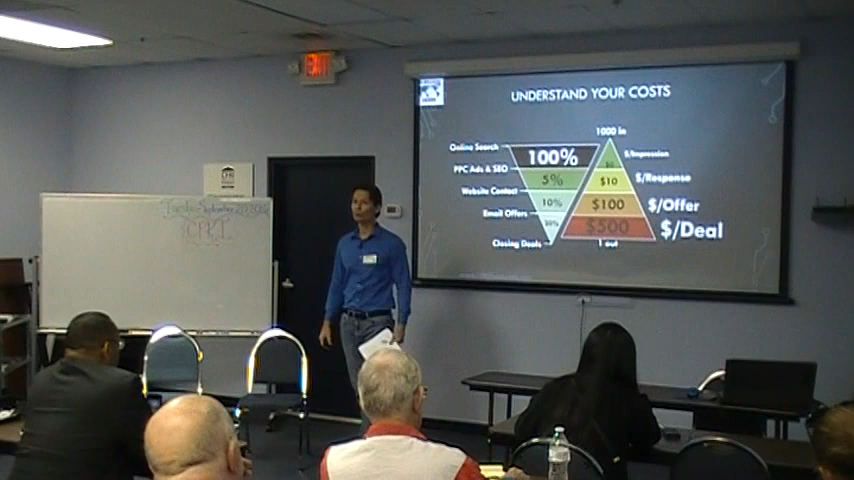 EXIT
UNDERSTAND YOUR COSTS
1000 in
Online Search
100%
$/Impression
PPC Ads & SEO
5%
$10
$/Response
Website Contact
10%
$100
$/Offer
Email Offers
20%
$500
$/Deal
Closing Deals
1 out